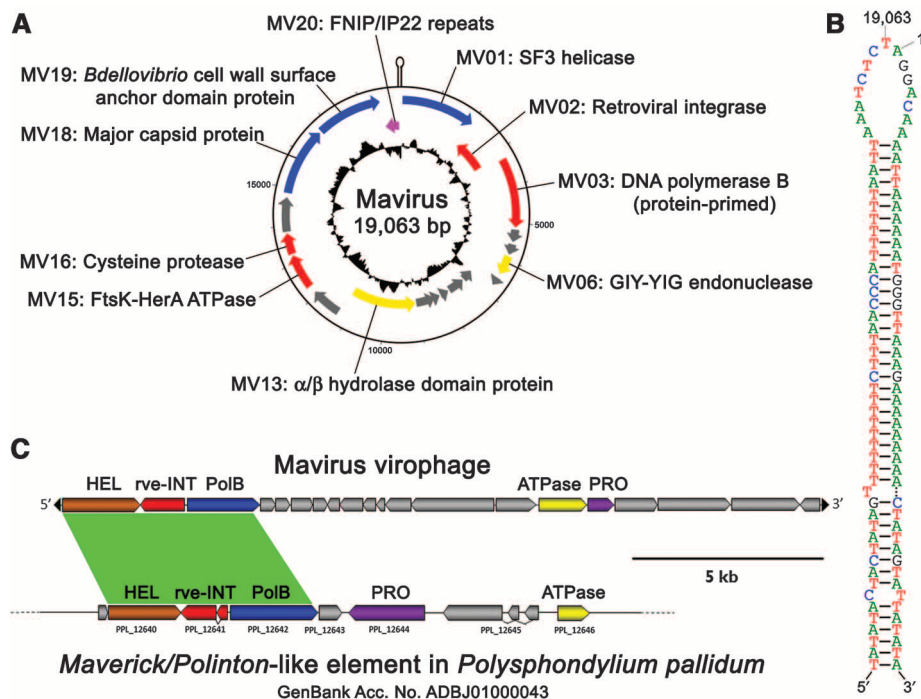 A
MV20: FNIP/IP22 repeats
MV01: SF3 helicase
MV02: Retroviral integrase
MV03: DNA polymerase B
(protein-primed)
MV06: GIY-YIG endonuclease
MV13: α/β hydrolase domain protein
MV15: FtsK-HerA ATPase
MV16: Cysteine protease
MV18: Major capsid protein
MV19: Bdellovibrio cell wall surface
anchor domain protein
Mavirus
19,063 bp
5000
10000
15000
B
19,063
1
5′
3′
C
Mavirus virophage
HEL rve-INT PolB ATPase PRO
5′ 3′
5 kb
HEL rve-INT PolB PRO ATPase
PPL_12640 PPL_12641 PPL_12642 PPL_12643 PPL_12644 PPL_12645 PPL_12646
Maverick/Polinton-like element in Polysphondylium pallidum
GenBank Acc. No. ADBJ01000043